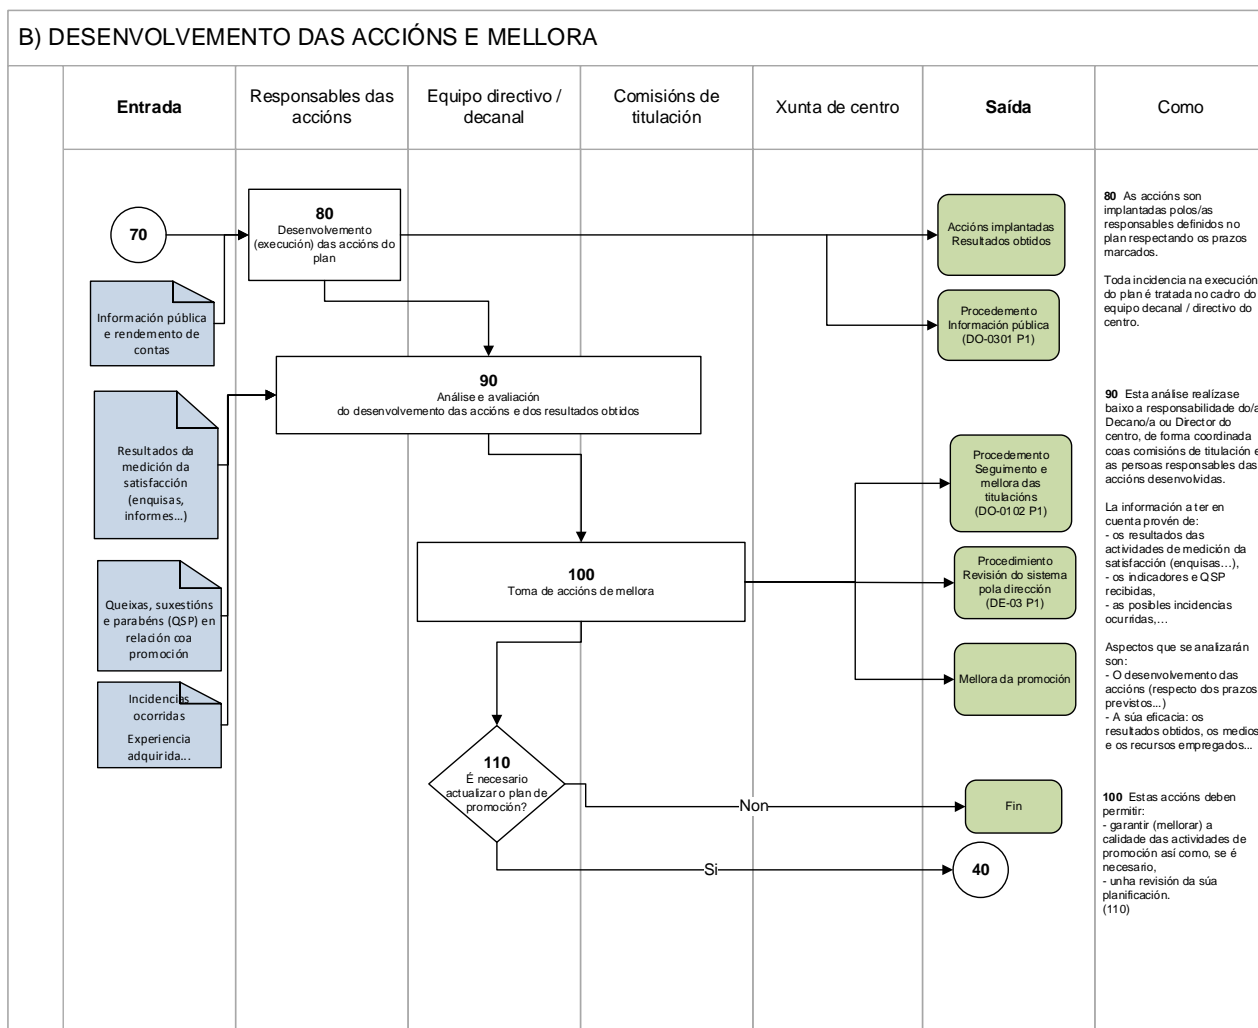 B) DESENVOLVEMENTO DAS ACCIÓNS E MELLORA
Entrada
Responsables das
accións
Equipo directivo /
decanal
Comisións de
titulación
Xunta de centro
Saída
Como
70
Información pública
e rendemento de
contas
Resultados da
medición da
satisfacción
(enquisas,
informes...)
Queixas, suxestións
e parabéns (QSP) en
relación coa
promoción
Incidencias
ocorridas
Experiencia
adquirida...
80
Desenvolvemento
(execución) das accións do
plan
90
Análise e avaliación
do desenvolvemento das accións e dos resultados obtidos
100
Toma de accións de mellora
110
É necesario
actualizar o plan de
promoción?
Non
Si
Accións implantadas
Resultados obtidos
Procedemento
Información pública
(DO-0301 P1)
Procedemento
Seguimento e
mellora das
titulacións
(DO-0102 P1)
Procedimiento
Revisión do sistema
pola dirección
(DE-03 P1)
Mellora da promoción
Fin
40
80 As accións son
implantadas polos/as
responsables definidos no
plan respectando os prazos
marcados.
Toda incidencia na execución
do plan é tratada no cadro do
equipo decanal / directivo do
centro.
90 Esta análise realízase
baixo a responsabilidade do/a
Decano/a ou Director do
centro, de forma coordinada
coas comisións de titulación e
as persoas responsables das
accións desenvolvidas.
La información a ter en
cuenta provén de:
- os resultados das
actividades de medición da
satisfacción (enquisas...),
- os indicadores e QSP
recibidas,
- as posibles incidencias
ocurridas,...
Aspectos que se analizarán
son:
- O desenvolvemento das
accións (respecto dos prazos
previstos...)
- A súa eficacia: os
resultados obtidos, os medios
e os recursos empregados...
100 Estas accións deben
permitir:
- garantir (mellorar) a
calidade das actividades de
promoción así como, se é
necesario,
- unha revisión da súa
planificación.
(110)